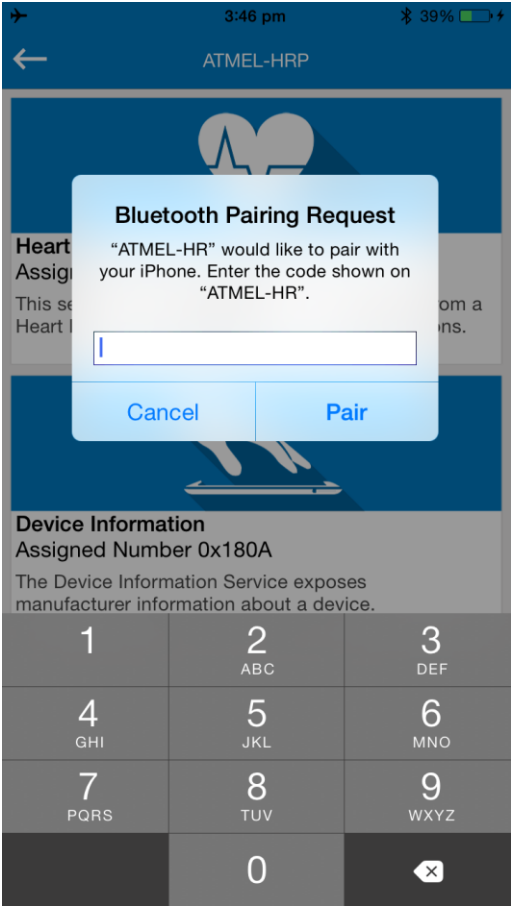 3:46 pm
39%
ATMEL-HRP
Bluetooth Pairing Request
“ATMEL-HR” would like to pair with
your iPhone. Enter the code shown on
“ATMEL-HR”.
Cancel
Pair
Heart
Assig
This se
om a
Heart
ns.
Device Information
Assigned Number 0x180A
The Device Information Service exposes
manufacturer information about a device.
1
2
ABC
3
DEF
4
GHI
5
JKL
6
MNO
7
PQRS
8
TUV
9
WXYZ
0